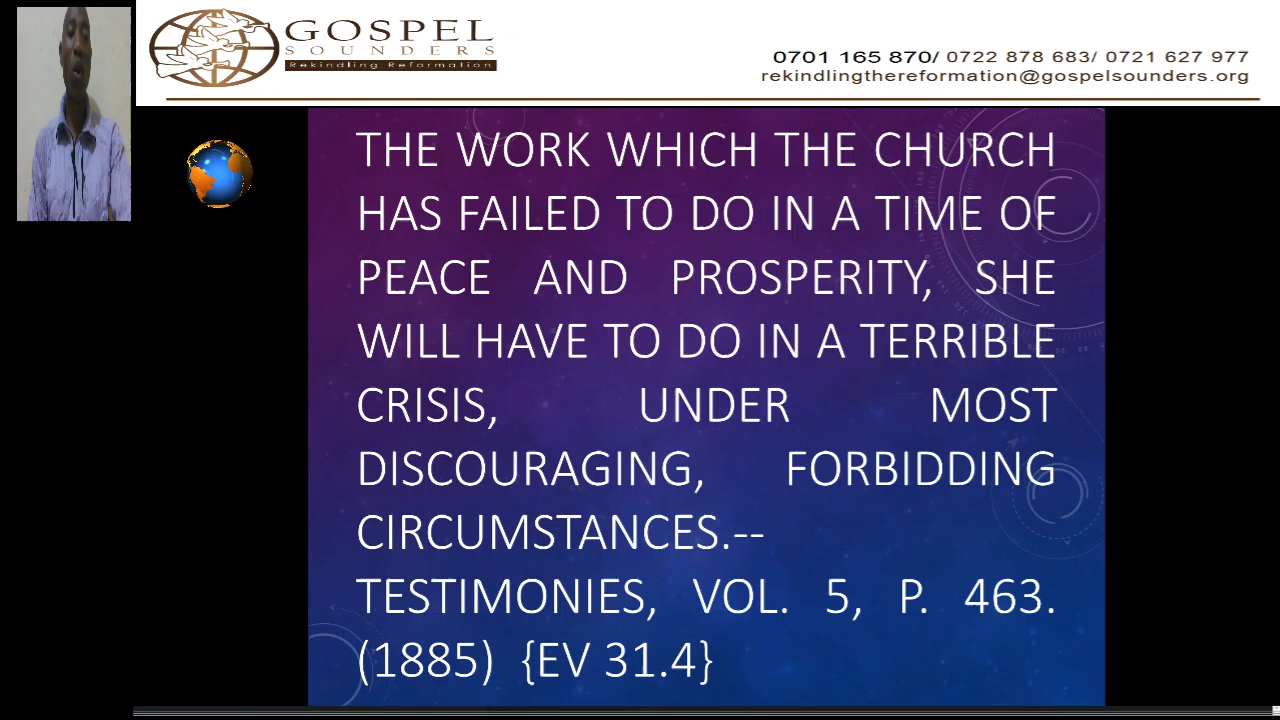 GOSPEL
SOUNDERS
Rekindling Reformation
0701 165 870/ 0722 878 683/ 0721 627 977
rekindlingthereformation@gospelsounders.org
THE WORK WHICH THE CHURCH
HAS FAILED TO DO IN A TIME OF
PEACE AND PROSPERITY, SHE
WILL HAVE TO DO IN A TERRIBLE
CRISIS, UNDER MOST
DISCOURAGING, FORBIDDING
CIRCUMSTANCES.--
TESTIMONIES, VOL. 5, P. 463.
(1885) {EV 31.4}